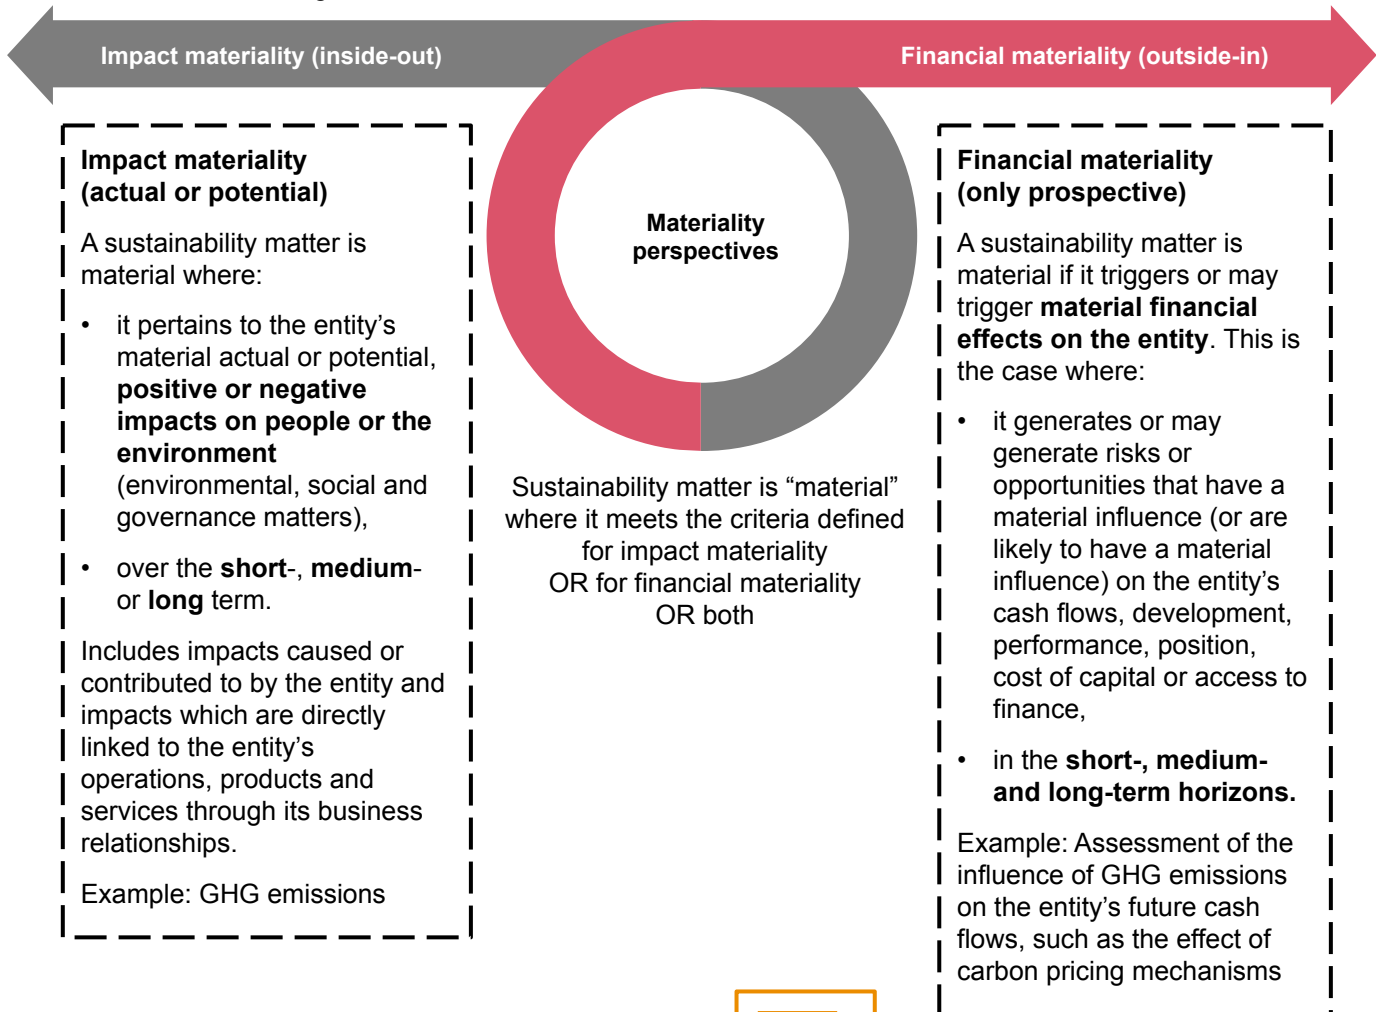 Impact materiality (inside-out)
Financial materiality (outside-in)
Impact materiality
(actual or potential)
A sustainability matter is
material where:
• it pertains to the entity’s
material actual or potential,
positive or negative
impacts on people or the
environment
(environmental, social and
governance matters),
• over the short-, medium-
or long term.
Includes impacts caused or
contributed to by the entity and
impacts which are directly
linked to the entity’s
operations, products and
services through its business
relationships.
Example: GHG emissions
Materiality
perspectives
Sustainability matter is “material”
where it meets the criteria defined
for impact materiality
OR for financial materiality
OR both
Financial materiality
(only prospective)
A sustainability matter is
material if it triggers or may
trigger material financial
effects on the entity. This is
the case where:
• it generates or may
generate risks or
opportunities that have a
material influence (or are
likely to have a material
influence) on the entity’s
cash flows, development,
performance, position,
cost of capital or access to
finance,
• in the short-, medium-
and long-term horizons.
Example: Assessment of the
influence of GHG emissions
on the entity’s future cash
flows, such as the effect of
carbon pricing mechanisms